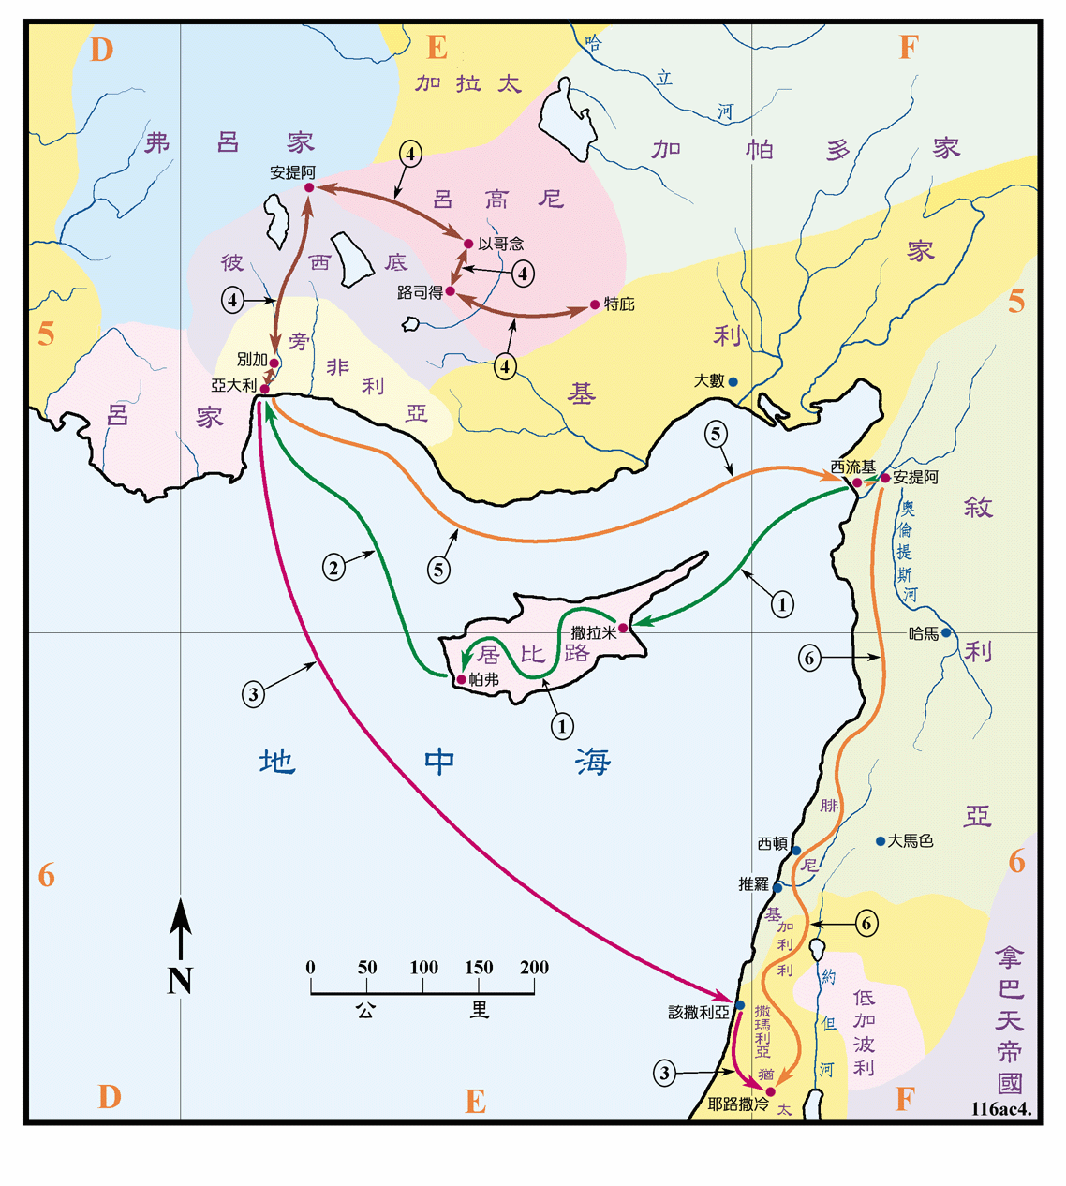 D
E
F
哈立河
加拉太
弗呂家
加帕多家
安提阿
④
呂高尼
以哥念
彼西底
④
家
④
路司得
特庇
5
5
旁非利亞
利
④
別加
大數
亞大利
基
呂家
⑤
西流基
安提阿
敘
奧倫提斯河
②
⑤
①
撒拉米
哈馬
居比路
⑥
利
帕弗
③
①
地中海
腓尼基
亞
西頓
大馬色
6
6
推羅
⑥
加利利
N
0 50 100 150 200
公里
約但河
低加波利
拿巴天帝國
該撒利亞
撒瑪利亞
③
猶太
耶路撒冷
D
E
F
116ac4.